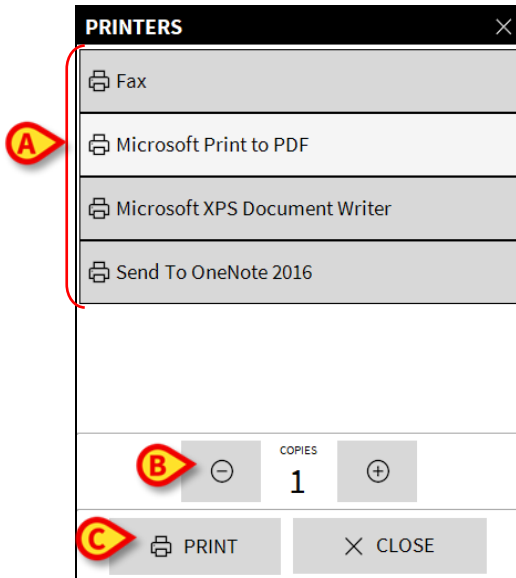 PRINTERS
Fax
A
Microsoft Print to PDF
Microsoft XPS Document Writer
Send To OneNote 2016
COPIES
B
1
C
PRINT
CLOSE